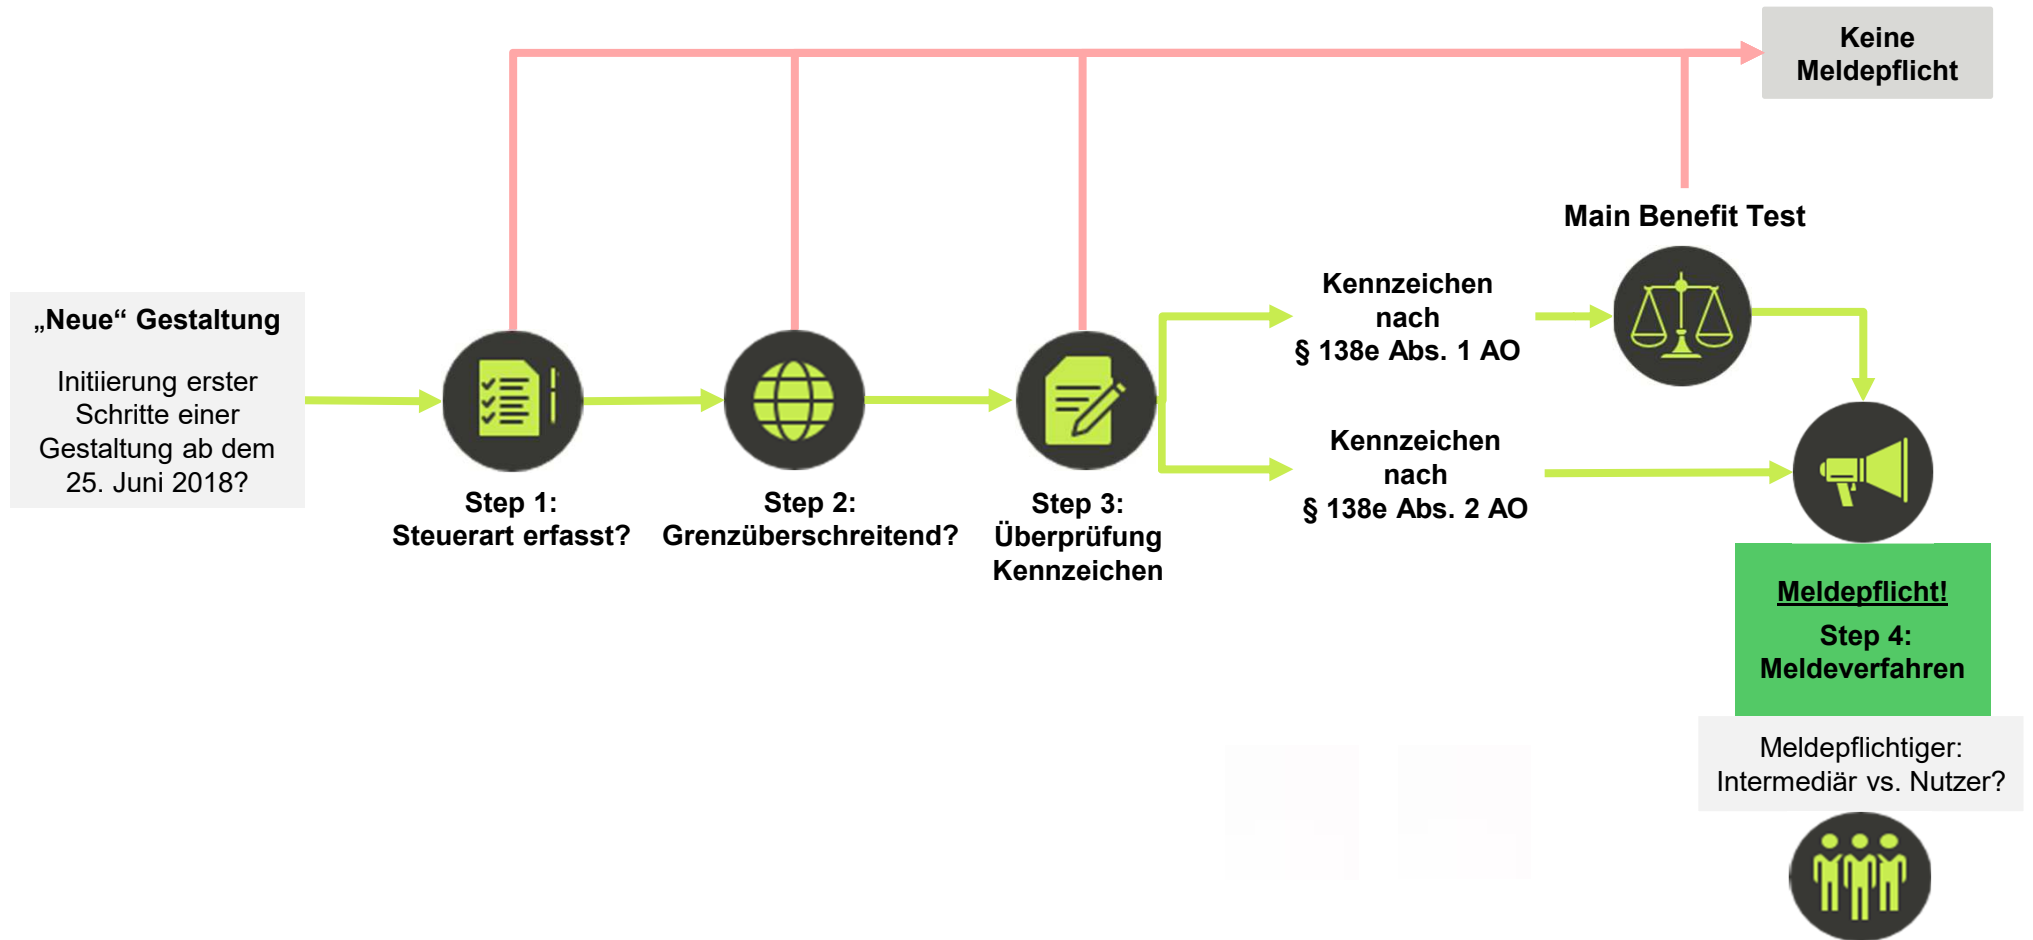 Keine
Meldepflicht
Main Benefit Test
„Neue“ Gestaltung
Initiierung erster
Schritte einer
Gestaltung ab dem
25. Juni 2018?
Step 1:
Steuerart erfasst?
Step 2:
Grenzüberschreitend?
Step 3:
Überprüfung
Kennzeichen
Kennzeichen
nach
§ 138e Abs. 1 AO
Kennzeichen
nach
§ 138e Abs. 2 AO
Meldepflicht!
Step 4:
Meldeverfahren
Meldepflichtiger:
Intermediär vs. Nutzer?